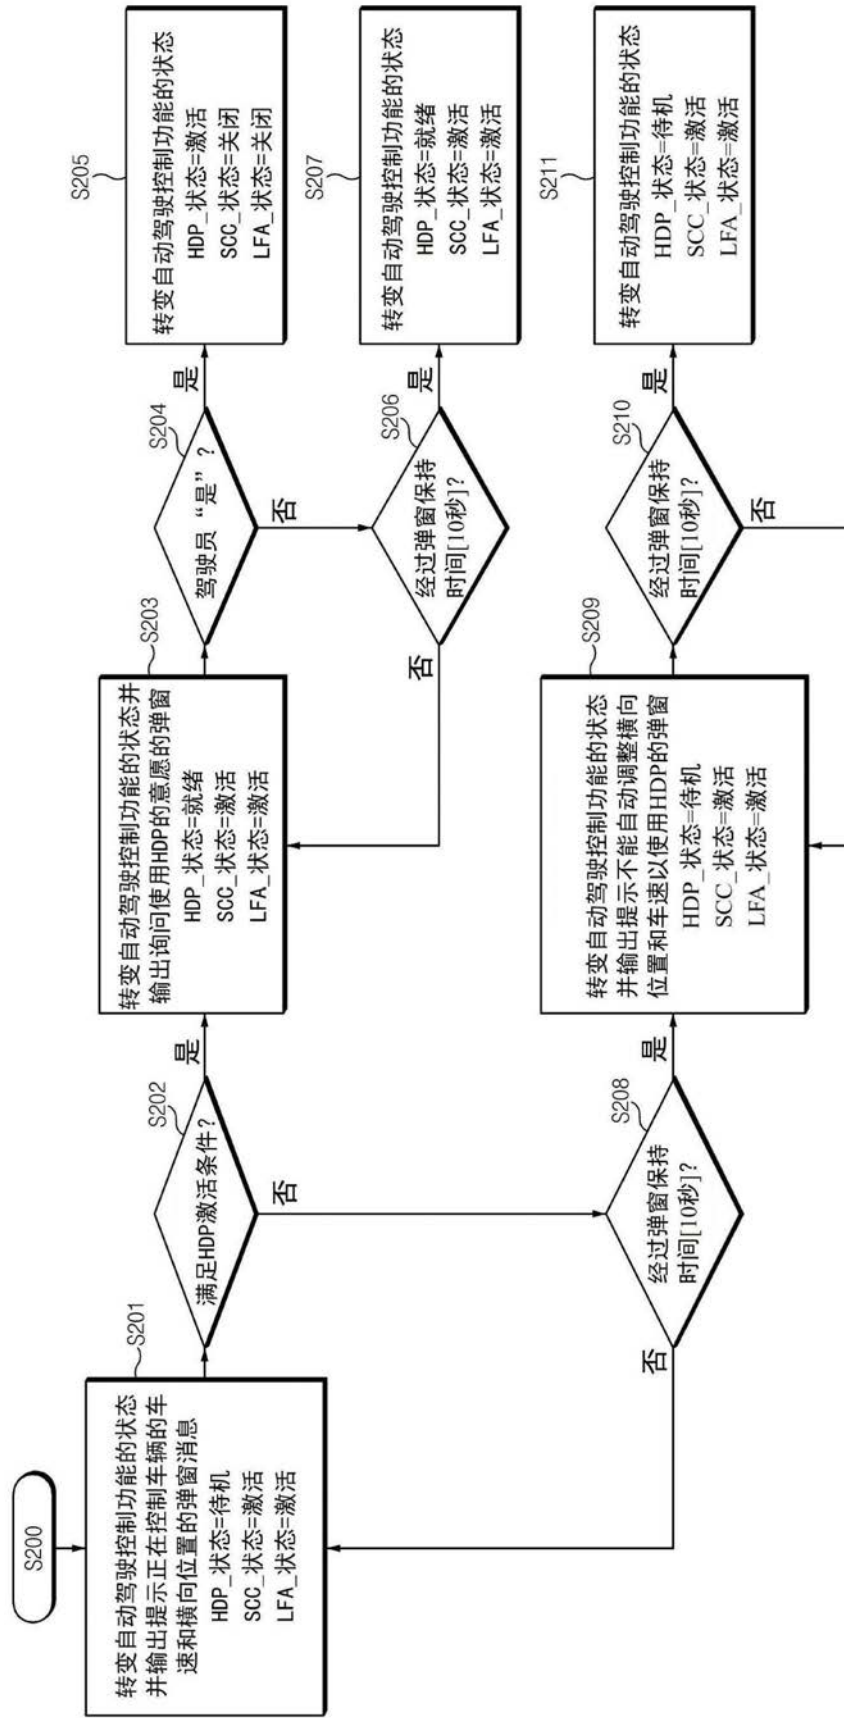 S200
S201
转变自动驾驶控制功能的状态
并输出提示正在控制车辆的车
速和横向位置的弹窗消息
HDP_状态=待机
SCC_状态=激活
LFA_状态=激活
S202
满足HDP激活条件?
是
否
S203
转变自动驾驶控制功能的状态并
输出询问使用HDP的意愿的弹窗
HDP_状态=就绪
SCC_状态=激活
LFA_状态=激活
S204
驾驶员“是”?
是
否
S205
转变自动驾驶控制功能的状态
HDP_状态=激活
SCC_状态=关闭
LFA_状态=关闭
S206
经过弹窗保持
时间[10秒]?
是
否
S207
转变自动驾驶控制功能的状态
HDP_状态=就绪
SCC_状态=激活
LFA_状态=激活
S208
经过弹窗保持
时间[10秒]?
是
否
S209
转变自动驾驶控制功能的状态
并输出提示不能自动调整横向
位置和车速以使用HDP的弹窗
HDP_状态=待机
SCC_状态=激活
LFA_状态=激活
S210
经过弹窗保持
时间[10秒]?
是
否
S211
转变自动驾驶控制功能的状态
HDP_状态=待机
SCC_状态=激活
LFA_状态=激活